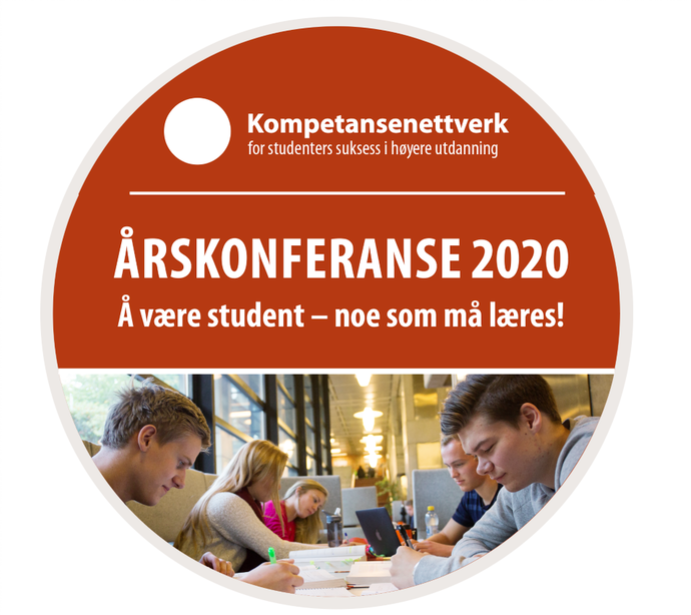 Kompetansenettverk
for studenters suksess i høyere utdanning
ÅRSKONFERANSE 2020
Å være student – noe som må læres!